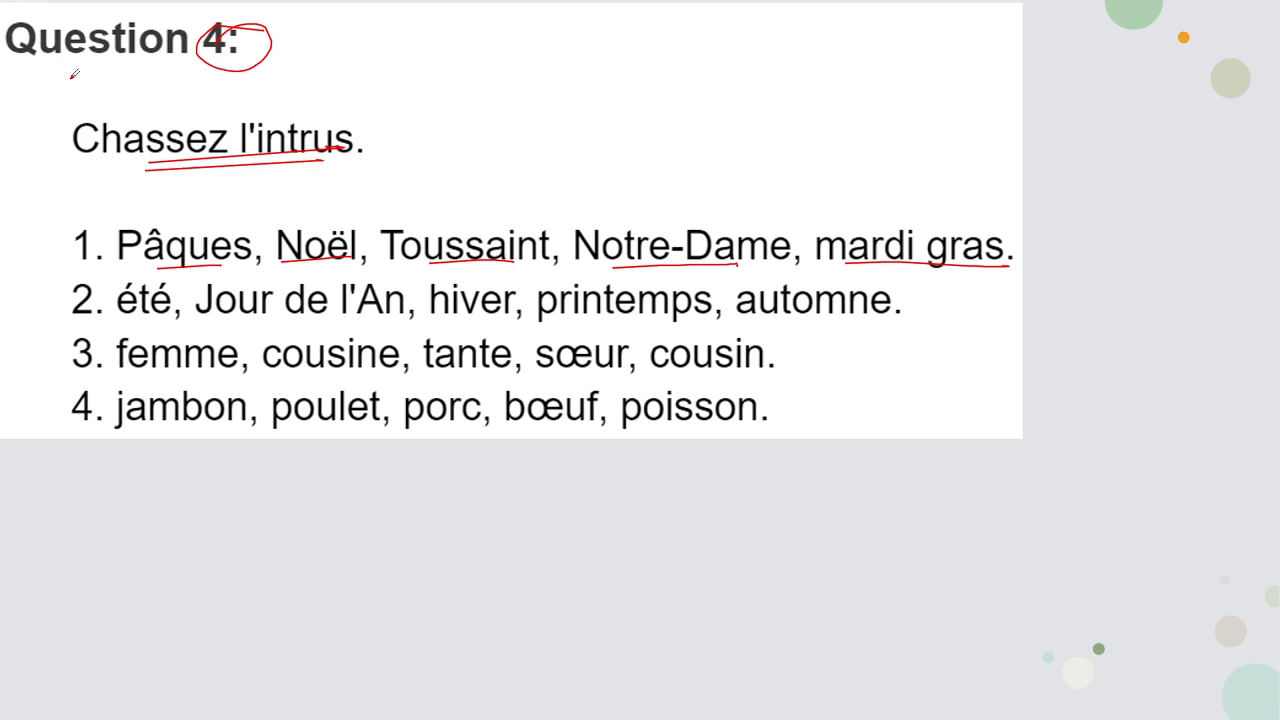 Question 4:
Chassez l'intrus.
1. Pâques, Noël, Toussaint, Notre-Dame, mardi gras.
2. été, Jour de l'An, hiver, printemps, automne.
3. femme, cousine, tante, sœur, cousin.
4. jambon, poulet, porc, bœuf, poisson.